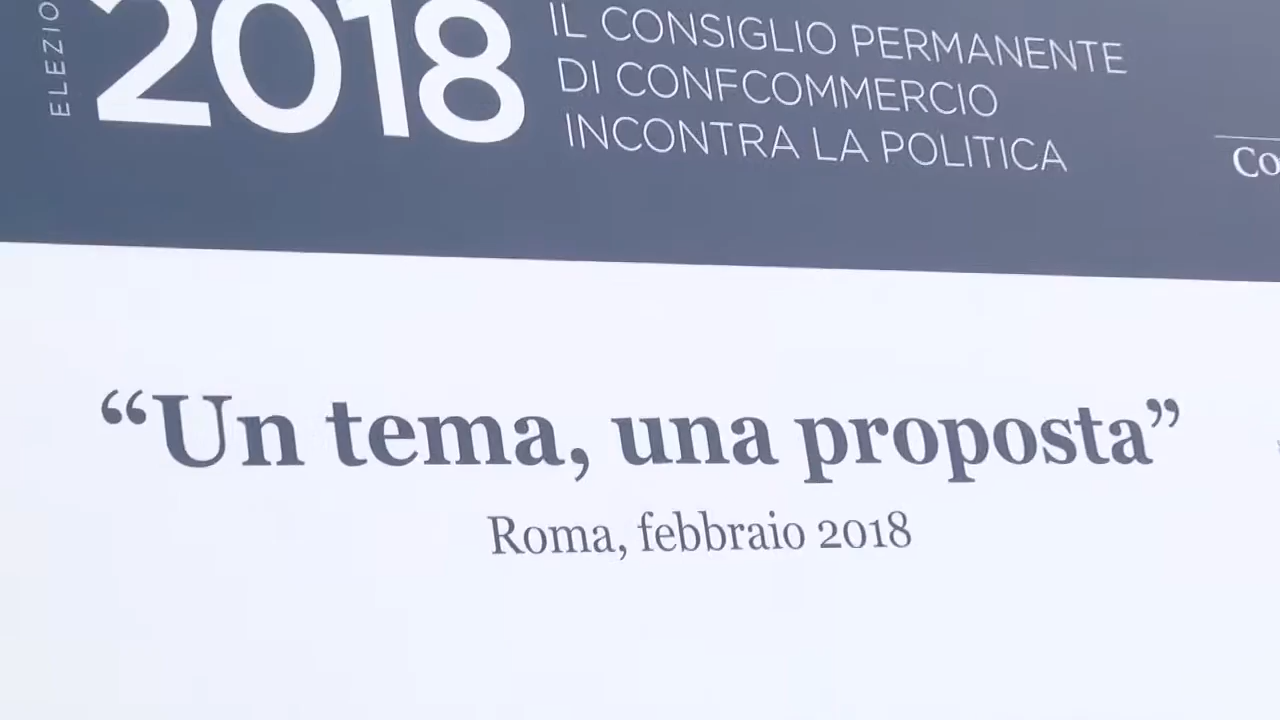 2018
IL CONSIGLIO PERMANENTE
DI CONFCOMMERCIO
INCONTRA LA POLITICA
“Un tema, una proposta”
Roma, febbraio 2018